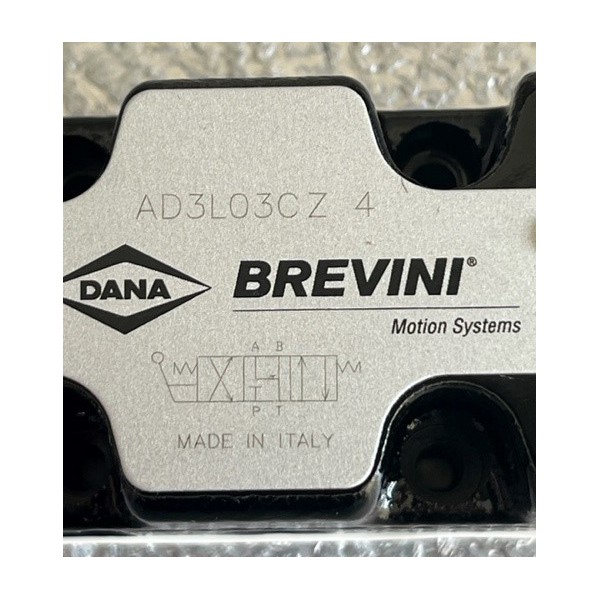 AD3L03CZ 4
DANA BREVINI®
Motion Systems
A B
P T
MADE IN ITALY